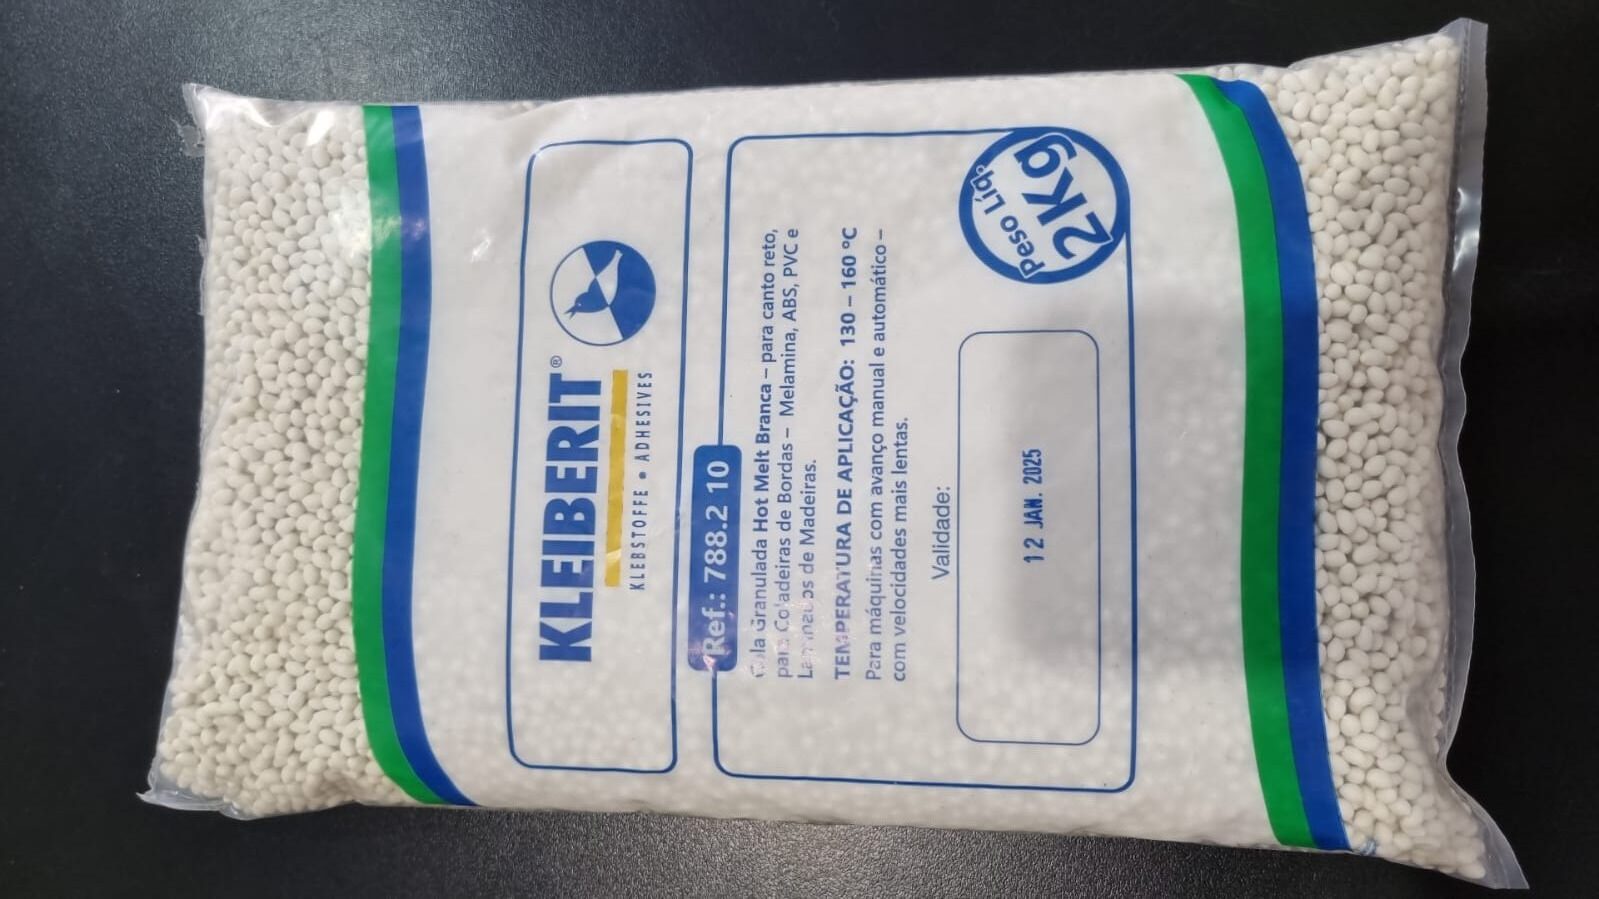 KLEIBERIT®
KLEBSTOFFE • ADHESIVES
Ref.: 788.2 10
Cola Granulada Hot Melt Branca – para canto reto,
para Coladeiras de Bordas – Melamina, ABS, PVC e
Laminados de Madeiras.
TEMPERATURA DE APLICAÇÃO: 130 – 160 °C
Para máquinas com avanço manual e automático –
com velocidades mais lentas.
Validade:
12 JAN. 2025
Peso Líq.
2Kg